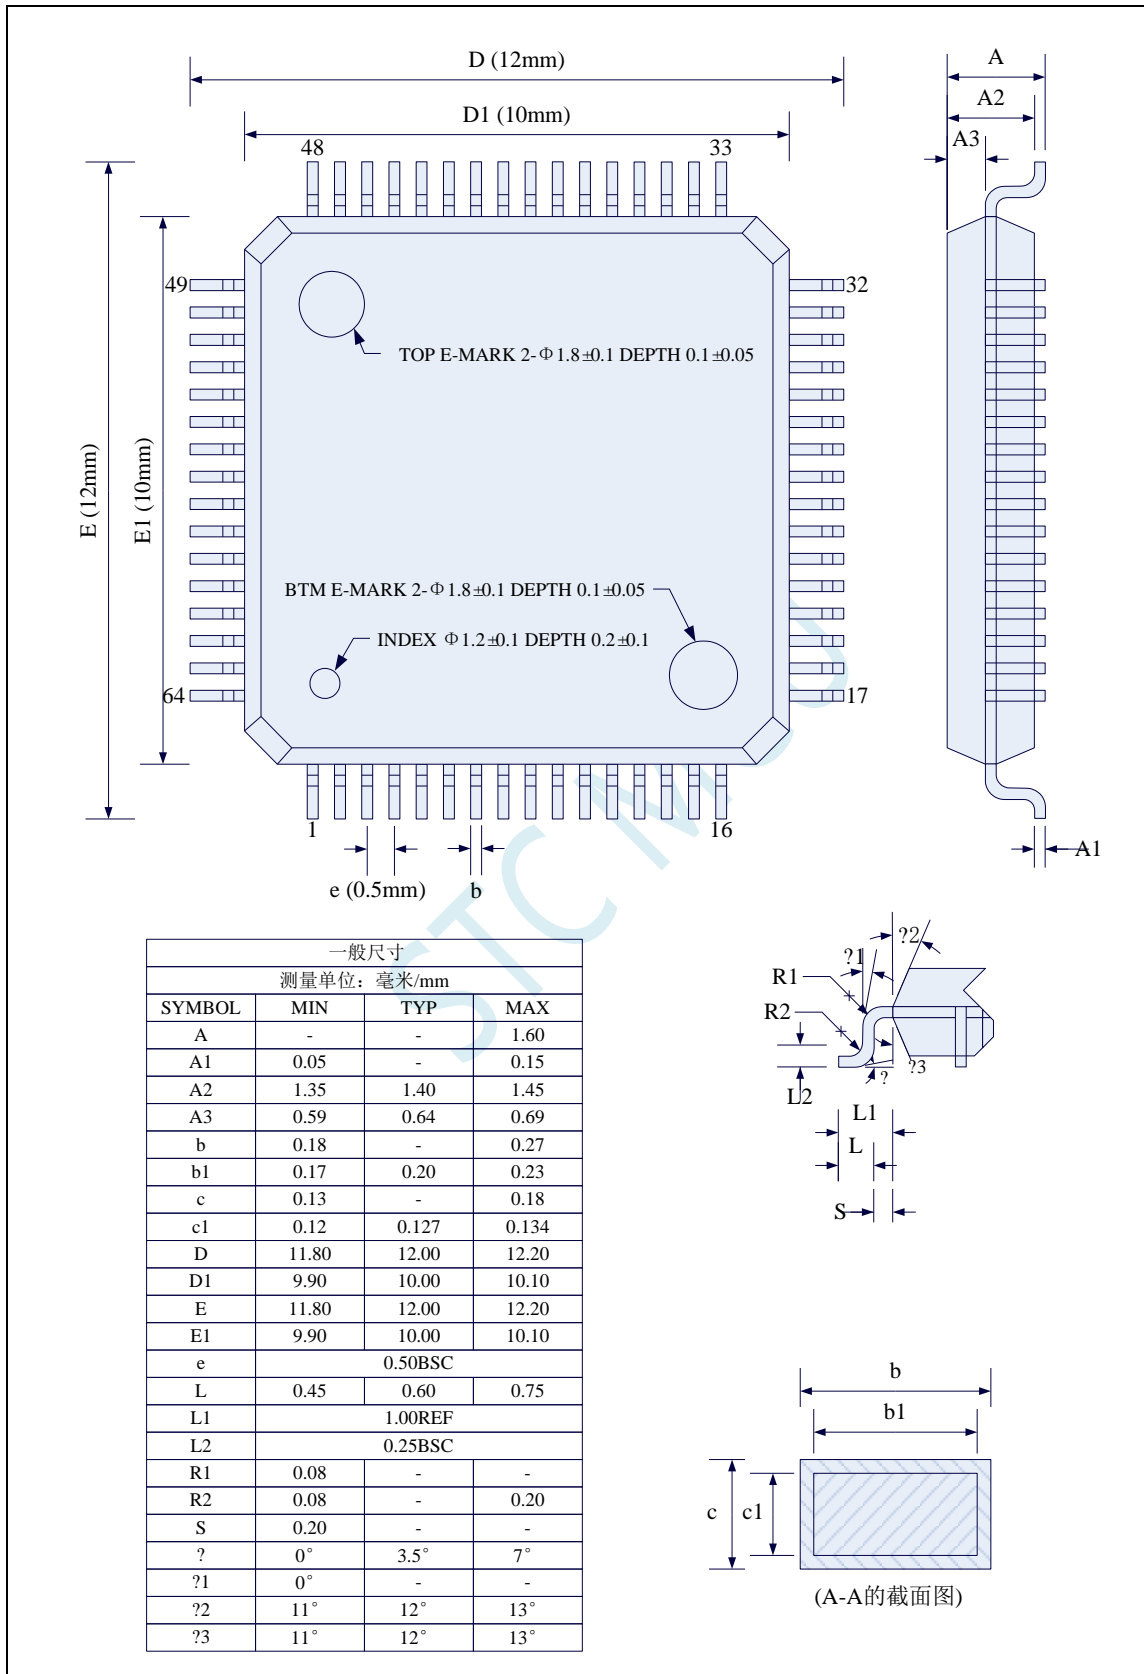 D (12mm)
D1 (10mm)
48
33
49
32
TOP E-MARK 2-Φ1.8±0.1 DEPTH 0.1±0.05
E (12mm)
E1 (10mm)
BTM E-MARK 2-Φ1.8±0.1 DEPTH 0.1±0.05
INDEX Φ1.2±0.1 DEPTH 0.2±0.1
64
17
1
16
e (0.5mm)
b
A
A2
A3
A1
STC MCU
一般尺寸
测量单位：毫米/mm
SYMBOL MIN TYP MAX
A - - 1.60
A1 0.05 - 0.15
A2 1.35 1.40 1.45
A3 0.59 0.64 0.69
b 0.18 - 0.27
b1 0.17 0.20 0.23
c 0.13 - 0.18
c1 0.12 0.127 0.134
D 11.80 12.00 12.20
D1 9.90 10.00 10.10
E 11.80 12.00 12.20
E1 9.90 10.00 10.10
e 0.50BSC
L 0.45 0.60 0.75
L1 1.00REF
L2 0.25BSC
R1 0.08 - -
R2 0.08 - 0.20
S 0.20 - -
? 0° 3.5° 7°
?1 0° - -
?2 11° 12° 13°
?3 11° 12° 13°
?2
?1
R1
R2
?3
?
L2
L1
L
S
b
b1
c
c1
(A-A的截面图)